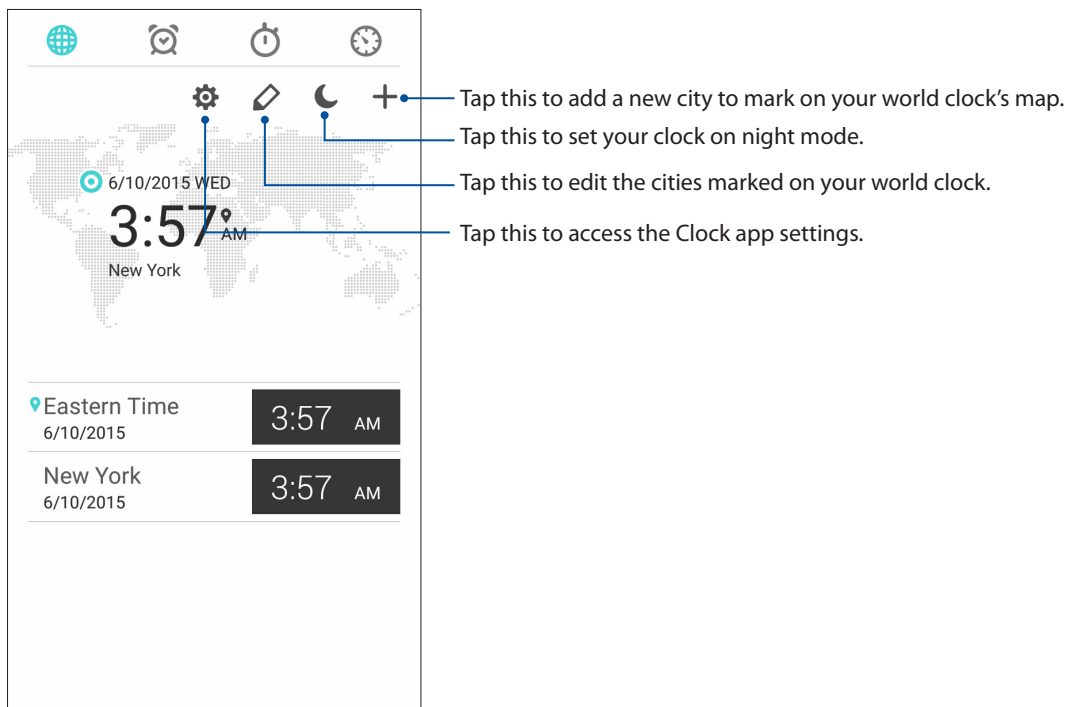 Tap this to add a new city to mark on your world clock’s map.
Tap this to set your clock on night mode.
Tap this to edit the cities marked on your world clock.
Tap this to access the Clock app settings.
6/10/2015 WED
3:57 AM
New York
Eastern Time
6/10/2015
3:57 AM
New York
6/10/2015
3:57 AM